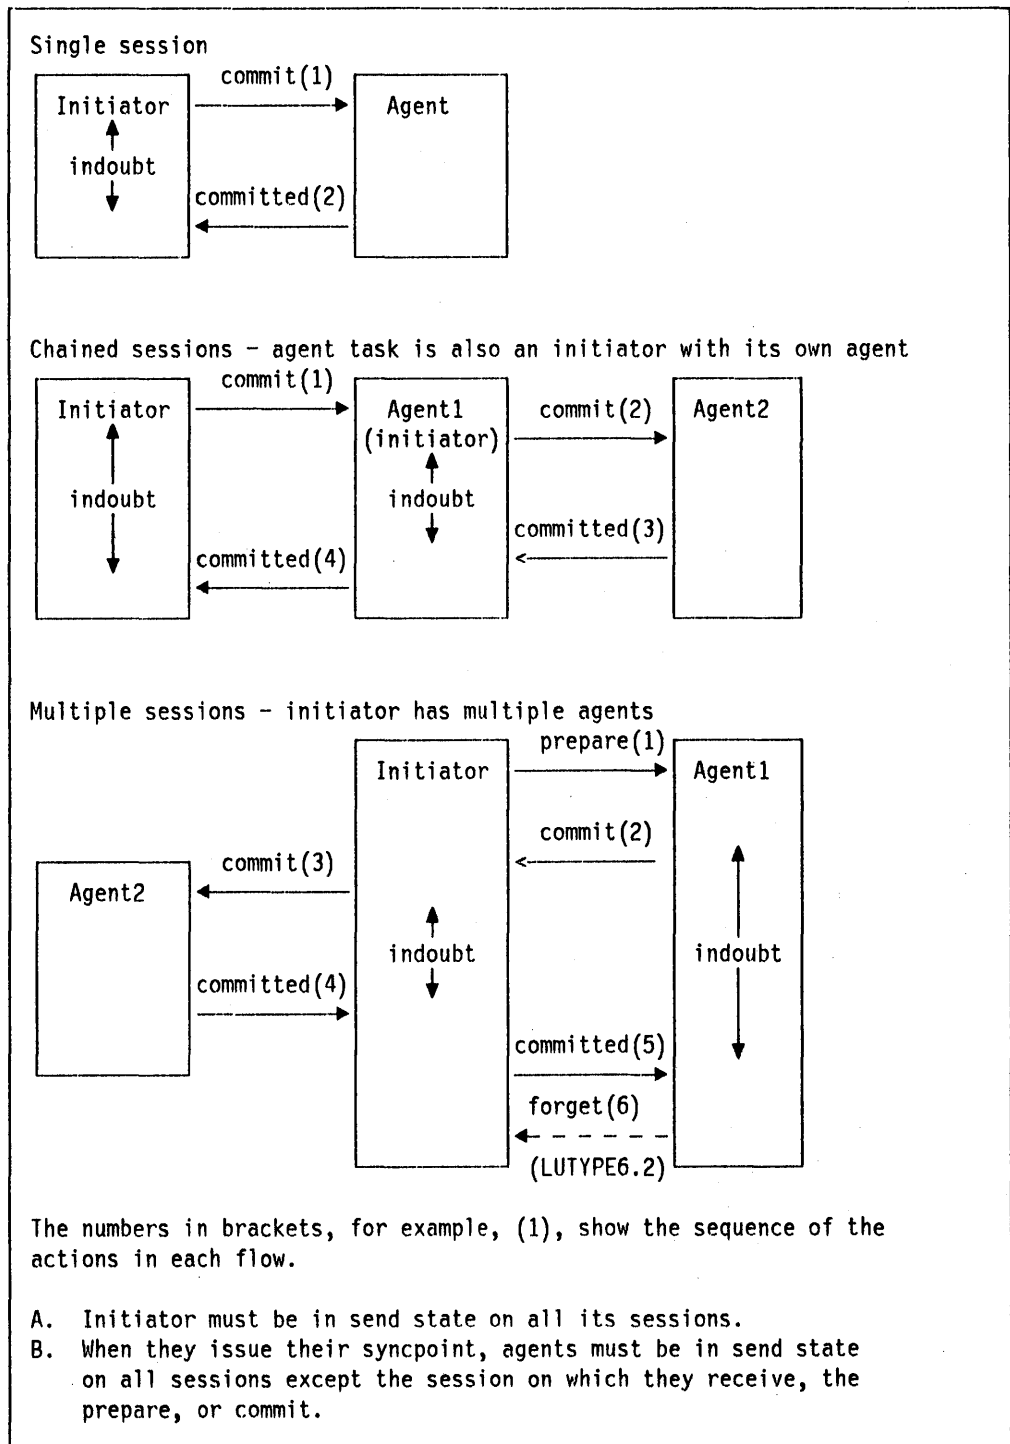 Single session
commit(1)
Initiator
Agent
indoubt
committed(2)
Chained sessions – agent task is also an initiator with its own agent
commit(1)
Initiator
Agent1
commit(2)
Agent2
(initiator)
indoubt
indoubt
committed(3)
committed(4)
Multiple sessions – initiator has multiple agents
prepare(1)
Initiator
Agent1
commit(2)
commit(3)
Agent2
indoubt
indoubt
committed(4)
committed(5)
forget(6)
(LUTYPE6.2)
The numbers in brackets, for example, (1), show the sequence of the
actions in each flow.
A. Initiator must be in send state on all its sessions.
B. When they issue their syncpoint, agents must be in send state
on all sessions except the session on which they receive, the
prepare, or commit.